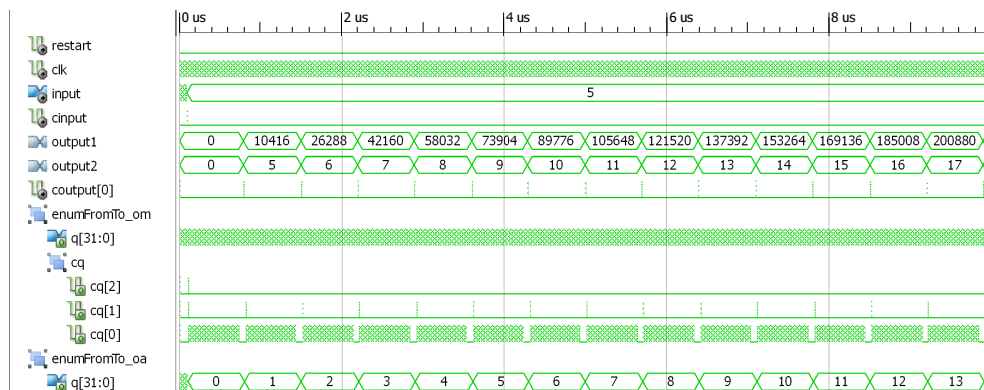 0 us 2 us 4 us 6 us 8 us
restart
clk
input 5
cinput
output1 0 10416 26288 42160 58032 73904 89776 105648 121520 137392 153264 169136 185008 200880
output2 0 5 6 7 8 9 10 11 12 13 14 15 16 17
coutput[0]
enumFromTo_om
q[31:0]
cq
cq[2]
cq[1]
cq[0]
enumFromTo_oa
q[31:0] 0 1 2 3 4 5 6 7 8 9 10 11 12 13